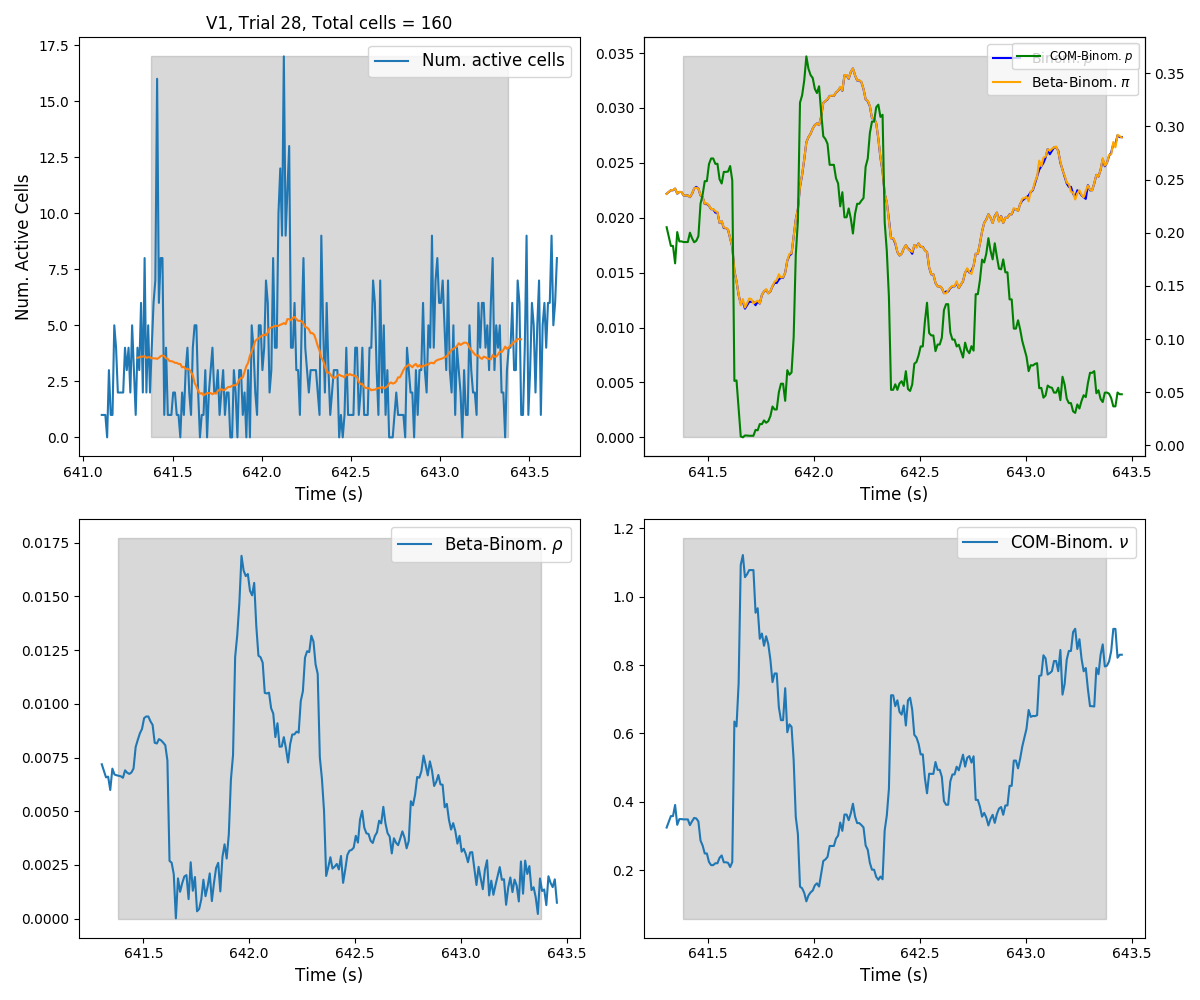 V1, Trial 28, Total cells = 160
Num. active cells
Num. Active Cells
17.5
15.0
12.5
10.0
7.5
5.0
2.5
0.0
641.0 641.5 642.0 642.5 643.0 643.5
Time (s)
COM-Binom. p
Beta-Binom. π
0.035
0.030
0.025
0.020
0.015
0.010
0.005
0.000
0.35
0.30
0.25
0.20
0.15
0.10
0.05
0.00
641.5 642.0 642.5 643.0 643.5
Time (s)
Beta-Binom. ρ
0.0175
0.0150
0.0125
0.0100
0.0075
0.0050
0.0025
0.0000
641.5 642.0 642.5 643.0 643.5
Time (s)
COM-Binom. ν
1.2
1.0
0.8
0.6
0.4
0.2
641.5 642.0 642.5 643.0 643.5
Time (s)